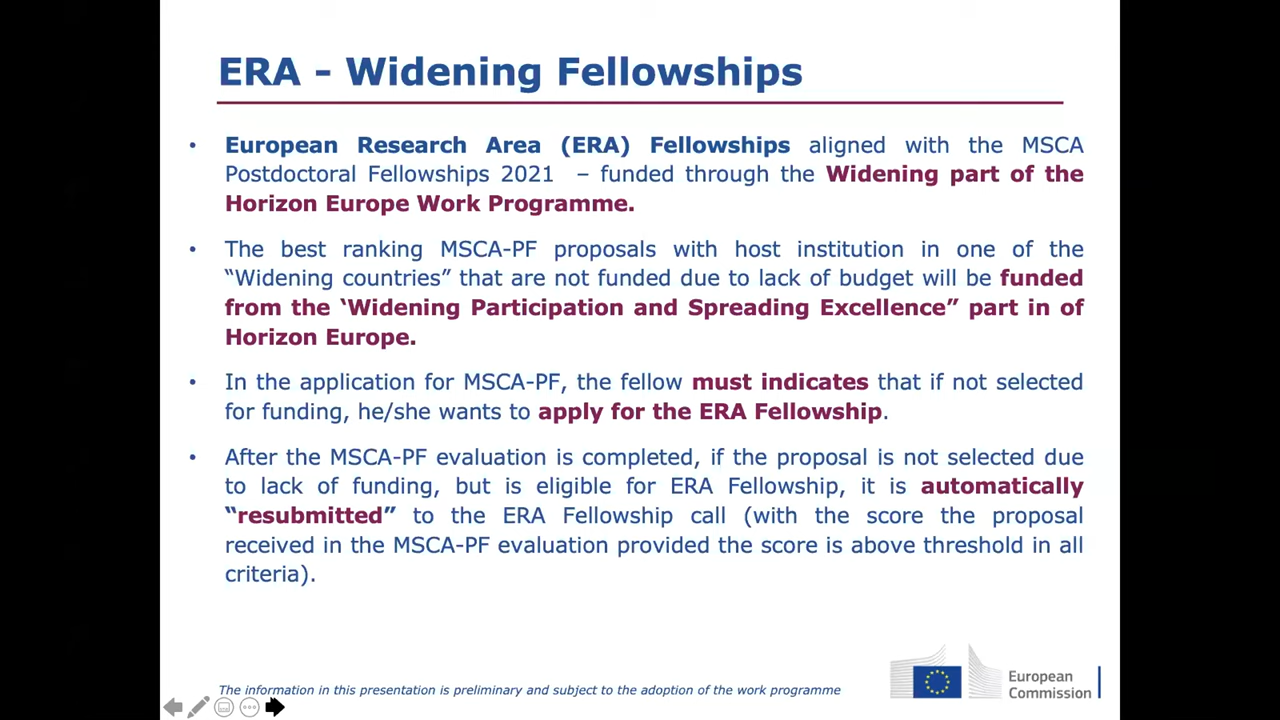 ERA - Widening Fellowships
• European Research Area (ERA) Fellowships aligned with the MSCA
Postdoctoral Fellowships 2021 – funded through the Widening part of the
Horizon Europe Work Programme.
• The best ranking MSCA-PF proposals with host institution in one of the
“Widening countries” that are not funded due to lack of budget will be funded
from the ‘Widening Participation and Spreading Excellence” part in of
Horizon Europe.
• In the application for MSCA-PF, the fellow must indicates that if not selected
for funding, he/she wants to apply for the ERA Fellowship.
• After the MSCA-PF evaluation is completed, if the proposal is not selected due
to lack of funding, but is eligible for ERA Fellowship, it is automatically
“resubmitted” to the ERA Fellowship call (with the score the proposal
received in the MSCA-PF evaluation provided the score is above threshold in all
criteria).
The information in this presentation is preliminary and subject to the adoption of the work programme
European
Commission